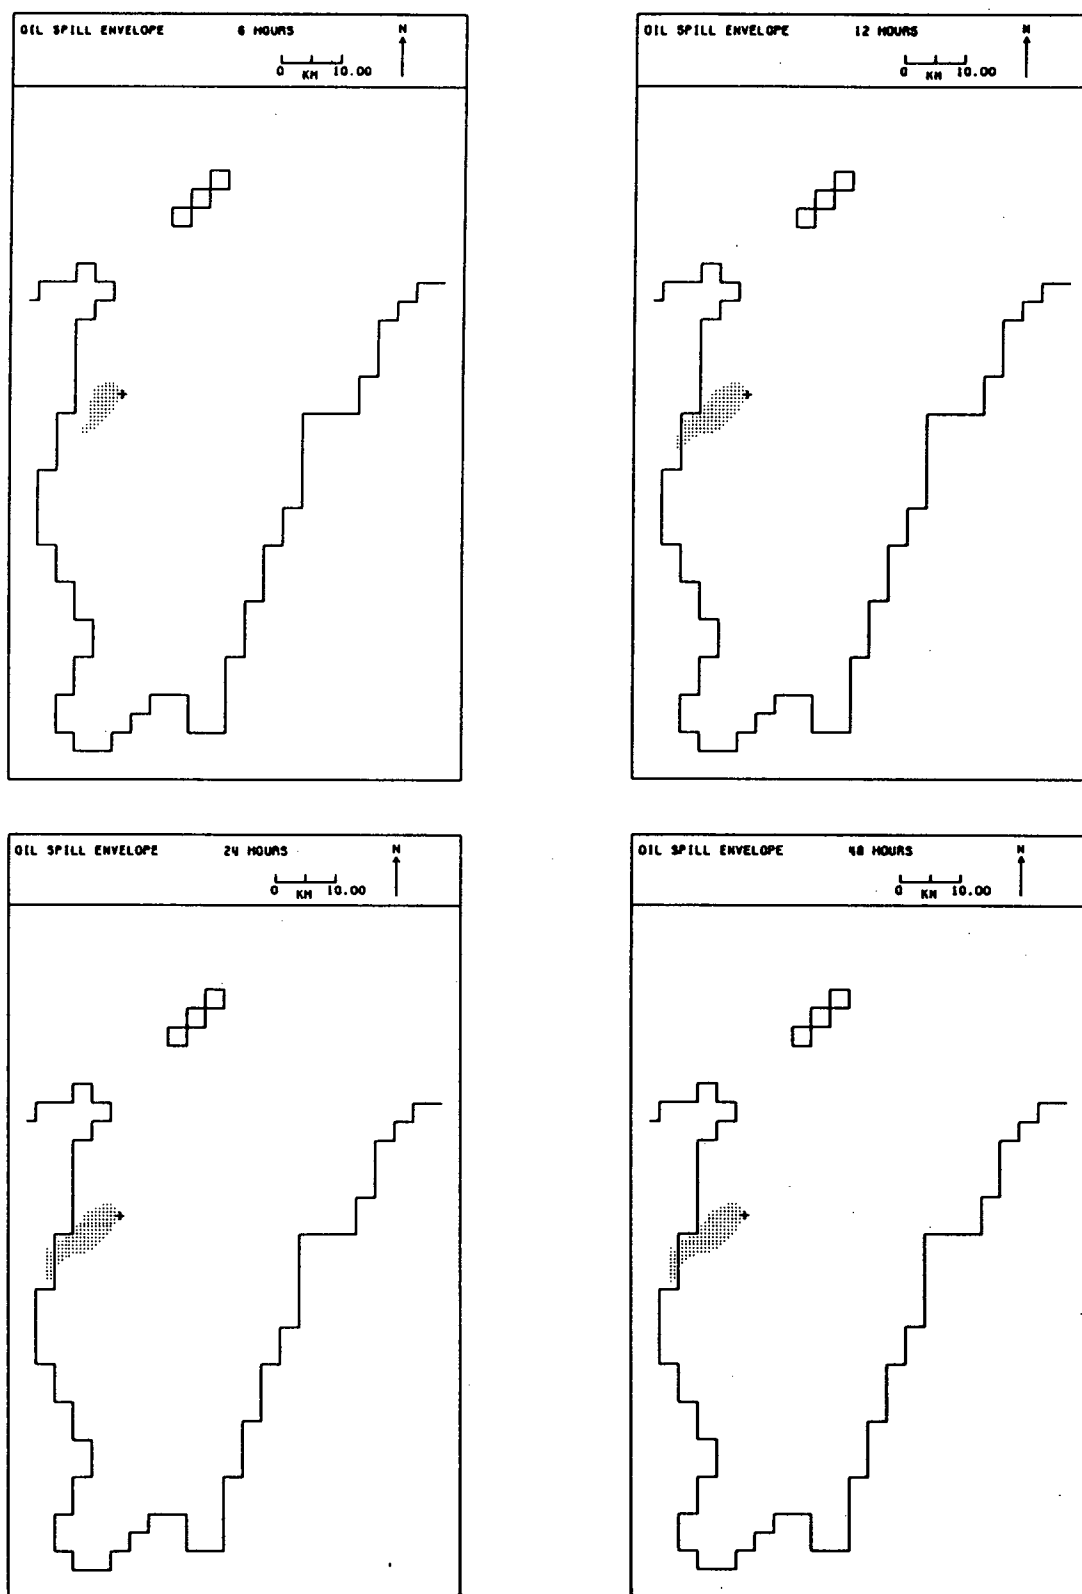 OIL SPILL ENVELOPE 6 HOURS N
0 KM 10.00
OIL SPILL ENVELOPE 12 HOURS N
0 KM 10.00
OIL SPILL ENVELOPE 24 HOURS N
0 KM 10.00
OIL SPILL ENVELOPE 48 HOURS N
0 KM 10.00